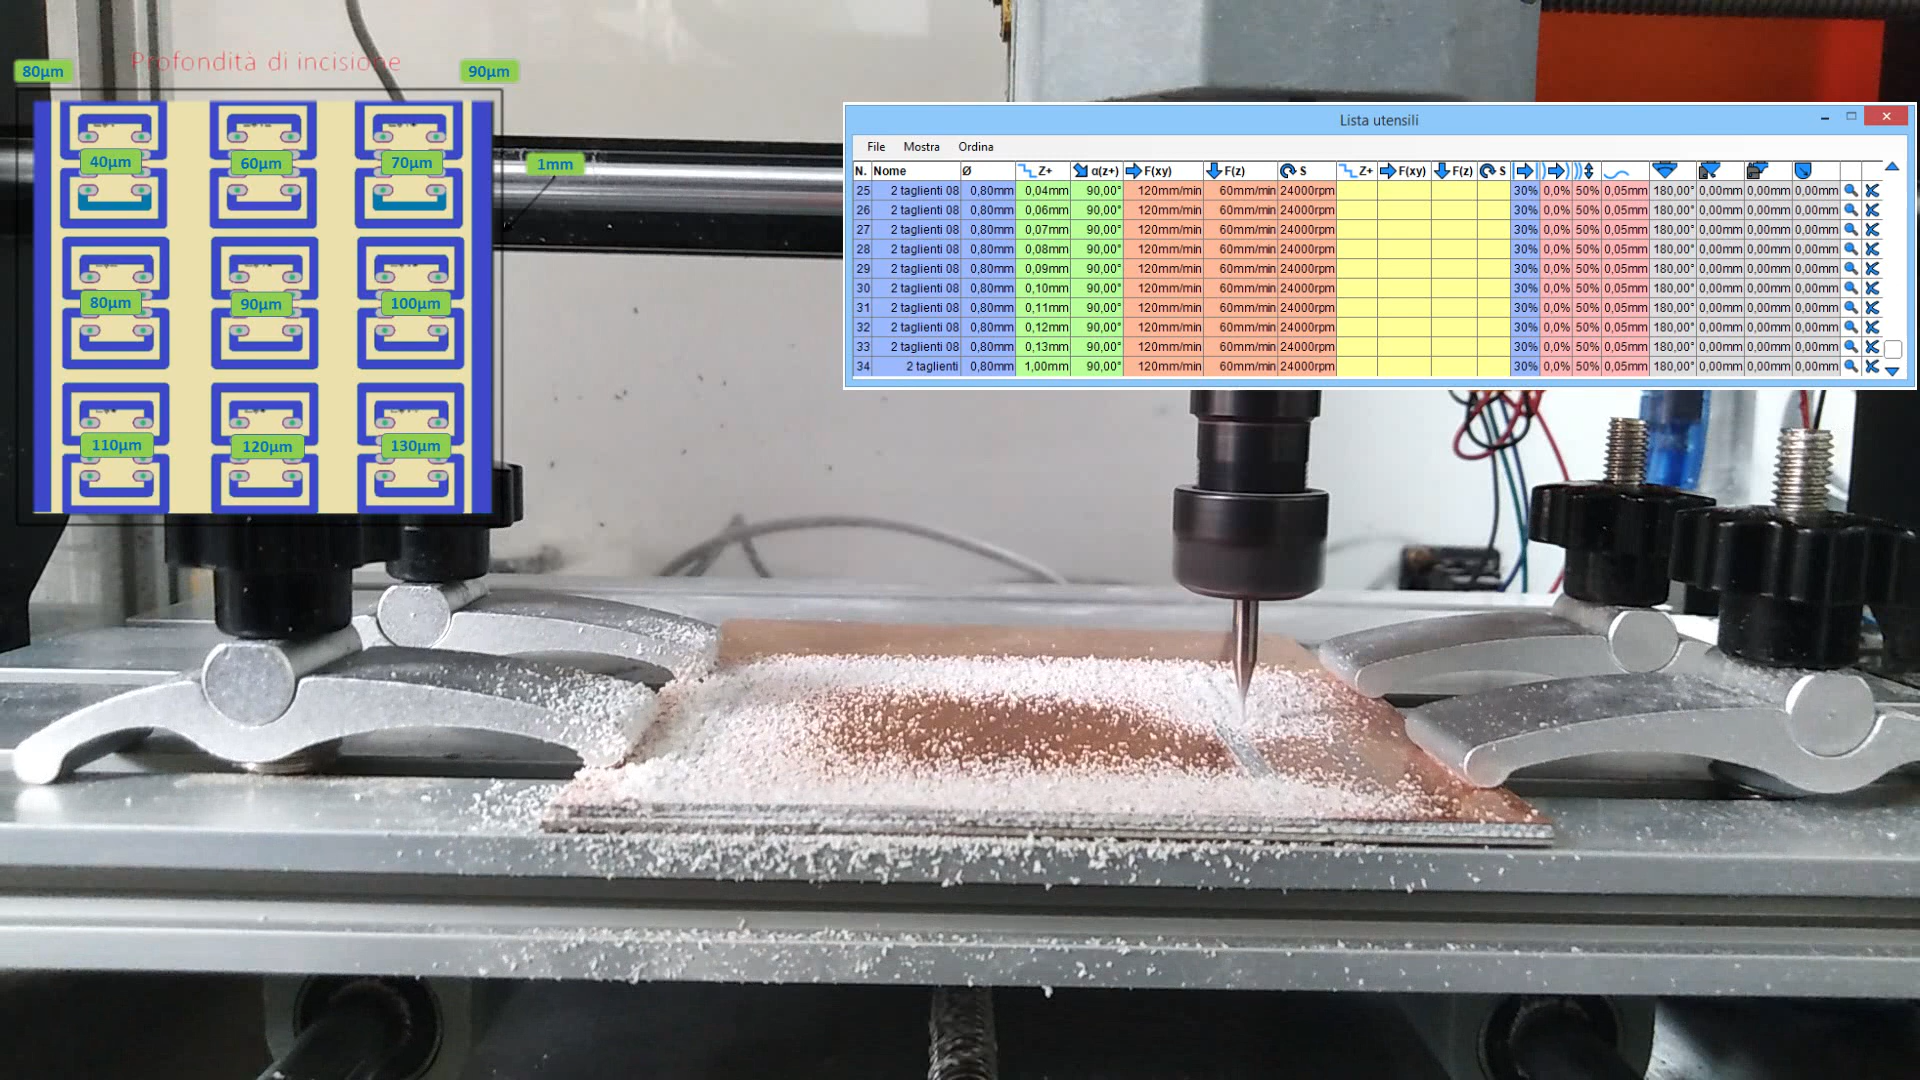 Profondità di incisione
80µm
90µm
40µm
60µm
70µm
1mm
80µm
90µm
100µm
110µm
120µm
130µm
Lista utensili
File Mostra Ordina
N. Nome Ø Z+ α(z+) F(xy) F(z) S Z+ F(xy) F(z) S
25 2 taglienti 08 0,80mm 0,04mm 90,00° 120mm/min 60mm/min 24000rpm 30% 0,0% 50% 0,05mm 180,00° 0,00mm 0,00mm 0,00mm
26 2 taglienti 08 0,80mm 0,06mm 90,00° 120mm/min 60mm/min 24000rpm 30% 0,0% 50% 0,05mm 180,00° 0,00mm 0,00mm 0,00mm
27 2 taglienti 08 0,80mm 0,07mm 90,00° 120mm/min 60mm/min 24000rpm 30% 0,0% 50% 0,05mm 180,00° 0,00mm 0,00mm 0,00mm
28 2 taglienti 08 0,80mm 0,08mm 90,00° 120mm/min 60mm/min 24000rpm 30% 0,0% 50% 0,05mm 180,00° 0,00mm 0,00mm 0,00mm
29 2 taglienti 08 0,80mm 0,09mm 90,00° 120mm/min 60mm/min 24000rpm 30% 0,0% 50% 0,05mm 180,00° 0,00mm 0,00mm 0,00mm
30 2 taglienti 08 0,80mm 0,10mm 90,00° 120mm/min 60mm/min 24000rpm 30% 0,0% 50% 0,05mm 180,00° 0,00mm 0,00mm 0,00mm
31 2 taglienti 08 0,80mm 0,11mm 90,00° 120mm/min 60mm/min 24000rpm 30% 0,0% 50% 0,05mm 180,00° 0,00mm 0,00mm 0,00mm
32 2 taglienti 08 0,80mm 0,12mm 90,00° 120mm/min 60mm/min 24000rpm 30% 0,0% 50% 0,05mm 180,00° 0,00mm 0,00mm 0,00mm
33 2 taglienti 08 0,80mm 0,13mm 90,00° 120mm/min 60mm/min 24000rpm 30% 0,0% 50% 0,05mm 180,00° 0,00mm 0,00mm 0,00mm
34 2 taglienti 0,80mm 1,00mm 90,00° 120mm/min 60mm/min 24000rpm 30% 0,0% 50% 0,05mm 180,00° 0,00mm 0,00mm 0,00mm